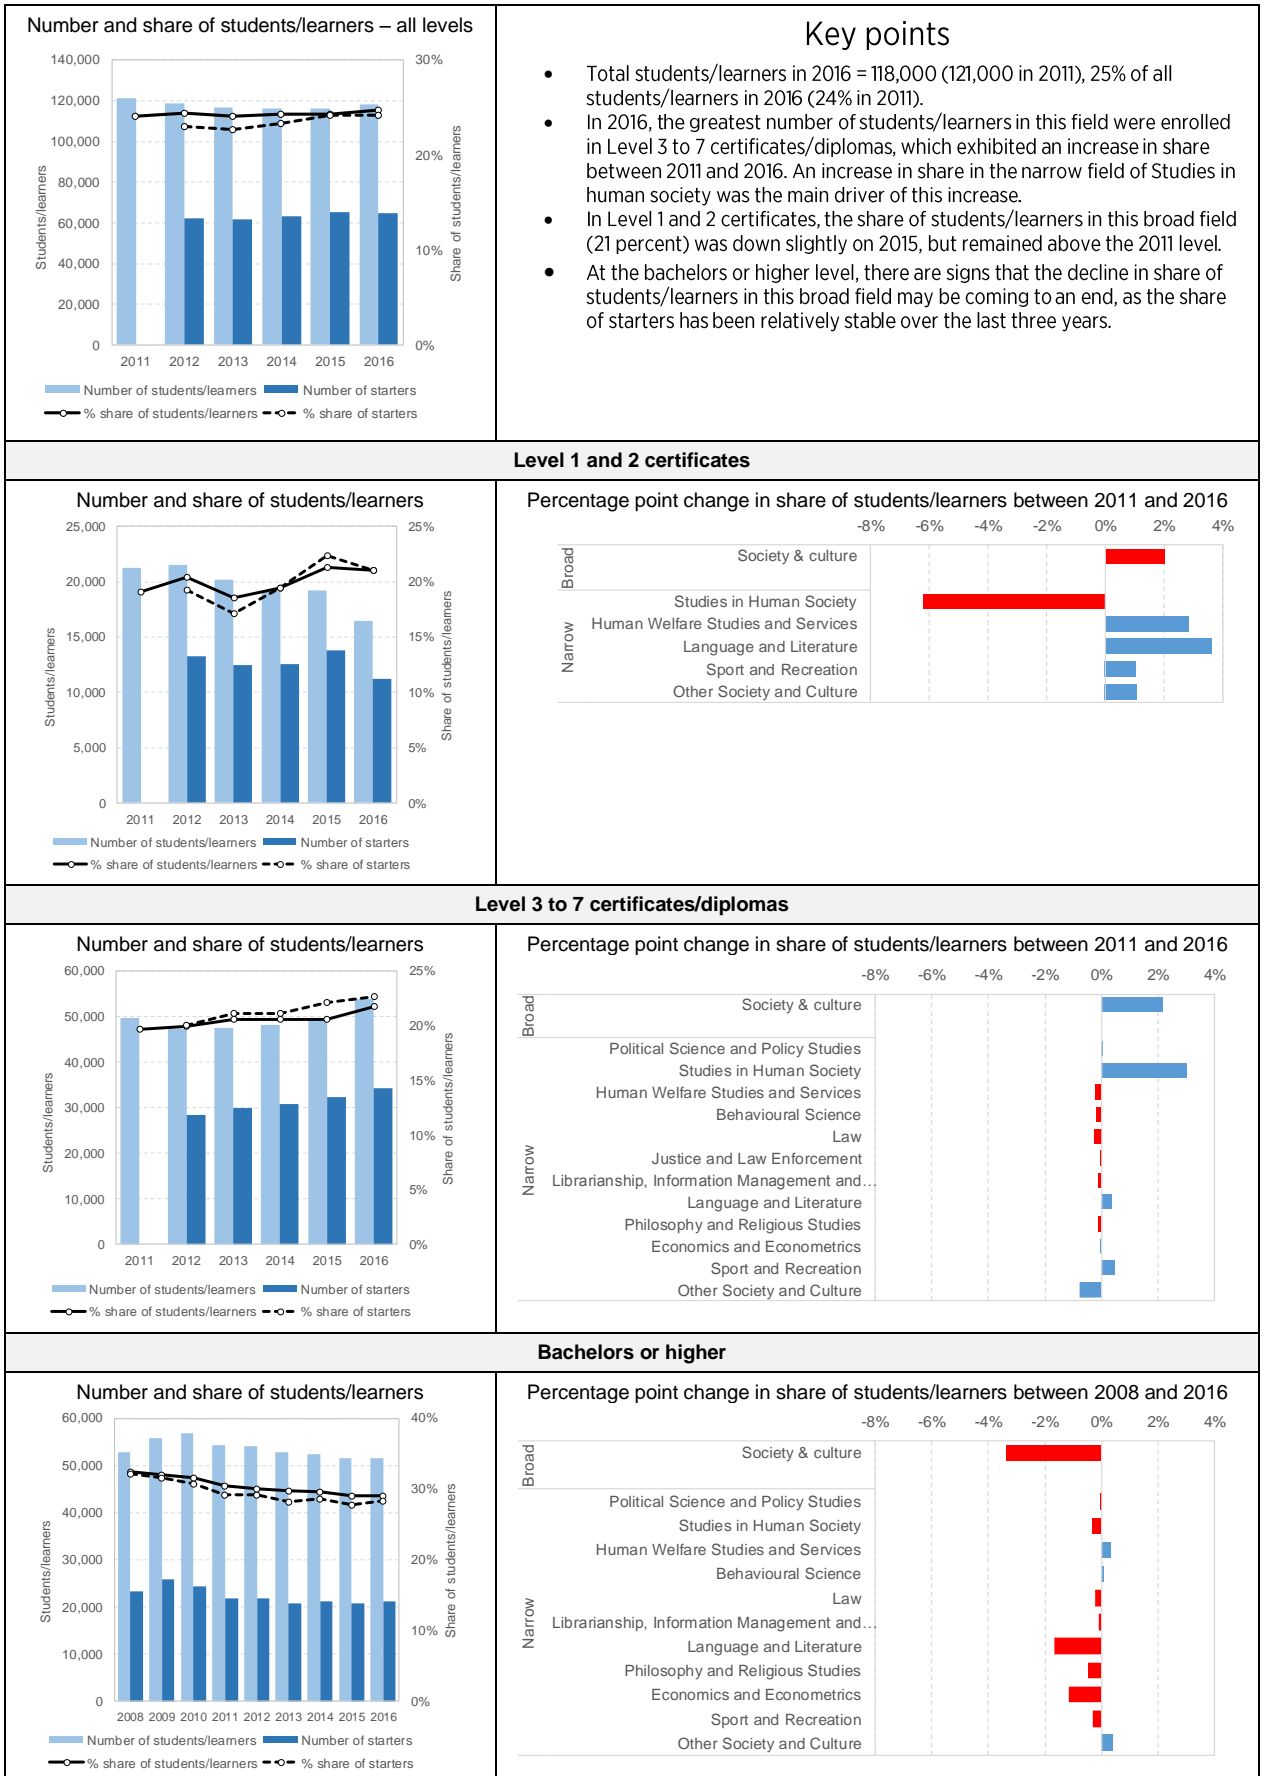 Number and share of students/learners – all levels
140,000
120,000
100,000
80,000
60,000
40,000
20,000
0
30%
20%
10%
0%
Students/learners
Share of students/learners
2011 2012 2013 2014 2015 2016
Number of students/learners Number of starters
% share of students/learners % share of starters
Key points
• Total students/learners in 2016 = 118,000 (121,000 in 2011), 25% of all
students/learners in 2016 (24% in 2011).
• In 2016, the greatest number of students/learners in this field were enrolled
in Level 3 to 7 certificates/diplomas, which exhibited an increase in share
between 2011 and 2016. An increase in share in the narrow field of Studies in
human society was the main driver of this increase.
• In Level 1 and 2 certificates, the share of students/learners in this broad field
(21 percent) was down slightly on 2015, but remained above the 2011 level.
• At the bachelors or higher level, there are signs that the decline in share of
students/learners in this broad field may be coming to an end, as the share
of starters has been relatively stable over the last three years.
Level 1 and 2 certificates
Number and share of students/learners
25,000
20,000
15,000
10,000
5,000
0
25%
20%
15%
10%
5%
0%
Students/learners
Share of students/learners
2011 2012 2013 2014 2015 2016
Number of students/learners Number of starters
% share of students/learners % share of starters
Percentage point change in share of students/learners between 2011 and 2016
-8% -6% -4% -2% 0% 2% 4%
Broad
Society & culture
Narrow
Studies in Human Society
Human Welfare Studies and Services
Language and Literature
Sport and Recreation
Other Society and Culture
Level 3 to 7 certificates/diplomas
Number and share of students/learners
60,000
50,000
40,000
30,000
20,000
10,000
0
25%
20%
15%
10%
5%
0%
Students/learners
Share of students/learners
2011 2012 2013 2014 2015 2016
Number of students/learners Number of starters
% share of students/learners % share of starters
Percentage point change in share of students/learners between 2011 and 2016
-8% -6% -4% -2% 0% 2% 4%
Broad
Society & culture
Narrow
Political Science and Policy Studies
Studies in Human Society
Human Welfare Studies and Services
Behavioural Science
Law
Justice and Law Enforcement
Librarianship, Information Management and…
Language and Literature
Philosophy and Religious Studies
Economics and Econometrics
Sport and Recreation
Other Society and Culture
Bachelors or higher
Number and share of students/learners
60,000
50,000
40,000
30,000
20,000
10,000
0
40%
30%
20%
10%
0%
Students/learners
Share of students/learners
2008 2009 2010 2011 2012 2013 2014 2015 2016
Number of students/learners Number of starters
% share of students/learners % share of starters
Percentage point change in share of students/learners between 2008 and 2016
-8% -6% -4% -2% 0% 2% 4%
Broad
Society & culture
Narrow
Political Science and Policy Studies
Studies in Human Society
Human Welfare Studies and Services
Behavioural Science
Law
Librarianship, Information Management and…
Language and Literature
Philosophy and Religious Studies
Economics and Econometrics
Sport and Recreation
Other Society and Culture